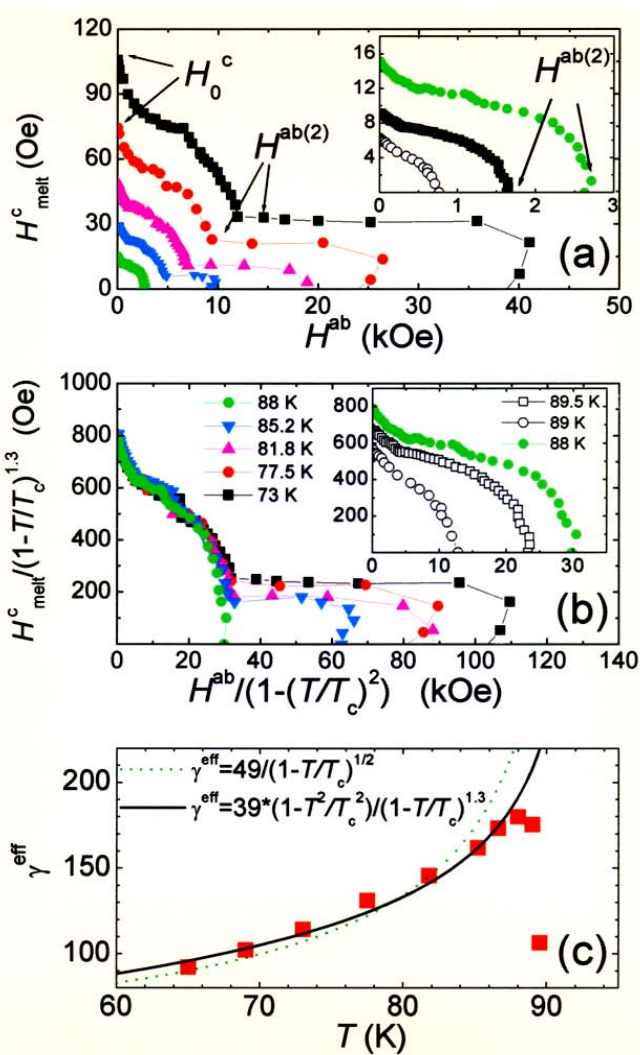 120
90
60
30
0
H^c_melt (Oe)
H_0^c
H^ab(2)
16
12
8
4
0 1 2 3
H^ab(2)
(a)
0 10 20 30 40 50
H^ab (kOe)
1000
800
600
400
200
0
H^c_melt/(1-T/T_c)^1.3 (Oe)
88 K
85.2 K
81.8 K
77.5 K
73 K
800
600
400
200
0 10 20 30
89.5 K
89 K
88 K
(b)
0 20 40 60 80 100 120 140
H^ab/(1-(T/T_c)^2) (kOe)
200
150
100
γ^eff
γ^eff=49/(1-T/T_c)^1/2
γ^eff=39*(1-T^2/T_c^2)/(1-T/T_c)^1.3
(c)
60 70 80 90
T (K)